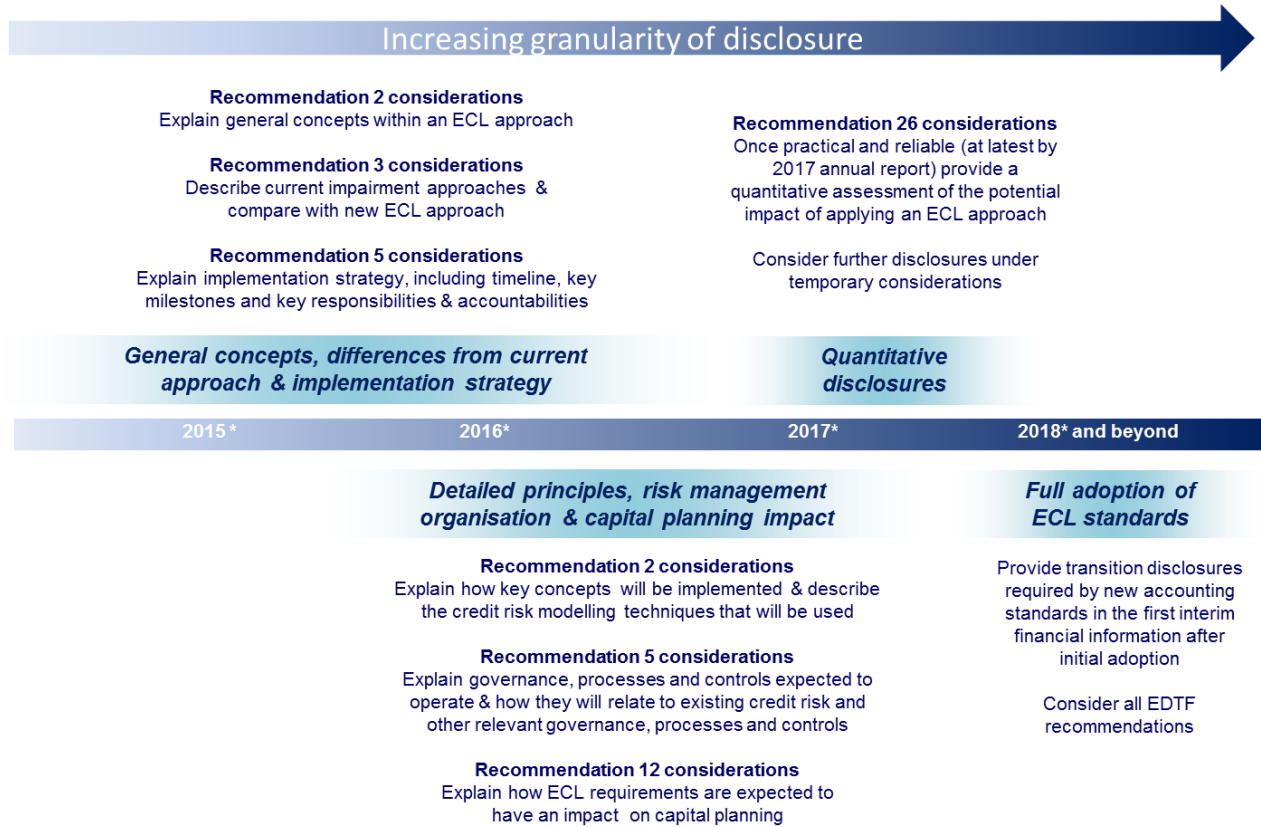 Increasing granularity of disclosure
Recommendation 2 considerations
Explain general concepts within an ECL approach
Recommendation 3 considerations
Describe current impairment approaches &
compare with new ECL approach
Recommendation 5 considerations
Explain implementation strategy, including timeline, key
milestones and key responsibilities & accountabilities
Recommendation 26 considerations
Once practical and reliable (at latest by
2017 annual report) provide a
quantitative assessment of the potential
impact of applying an ECL approach
Consider further disclosures under
temporary considerations
General concepts, differences from current
approach & implementation strategy
Quantitative
disclosures
2015 *
2016*
2017*
2018* and beyond
Detailed principles, risk management
organisation & capital planning impact
Recommendation 2 considerations
Explain how key concepts will be implemented & describe
the credit risk modelling techniques that will be used
Recommendation 5 considerations
Explain governance, processes and controls expected to
operate & how they will relate to existing credit risk and
other relevant governance, processes and controls
Recommendation 12 considerations
Explain how ECL requirements are expected to
have an impact on capital planning
Full adoption of
ECL standards
Provide transition disclosures
required by new accounting
standards in the first interim
financial information after
initial adoption
Consider all EDTF
recommendations